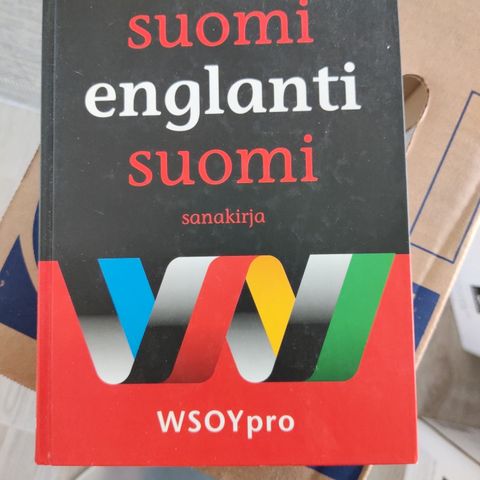 suomi
englanti
suomi
sanakirja
WSOYpro